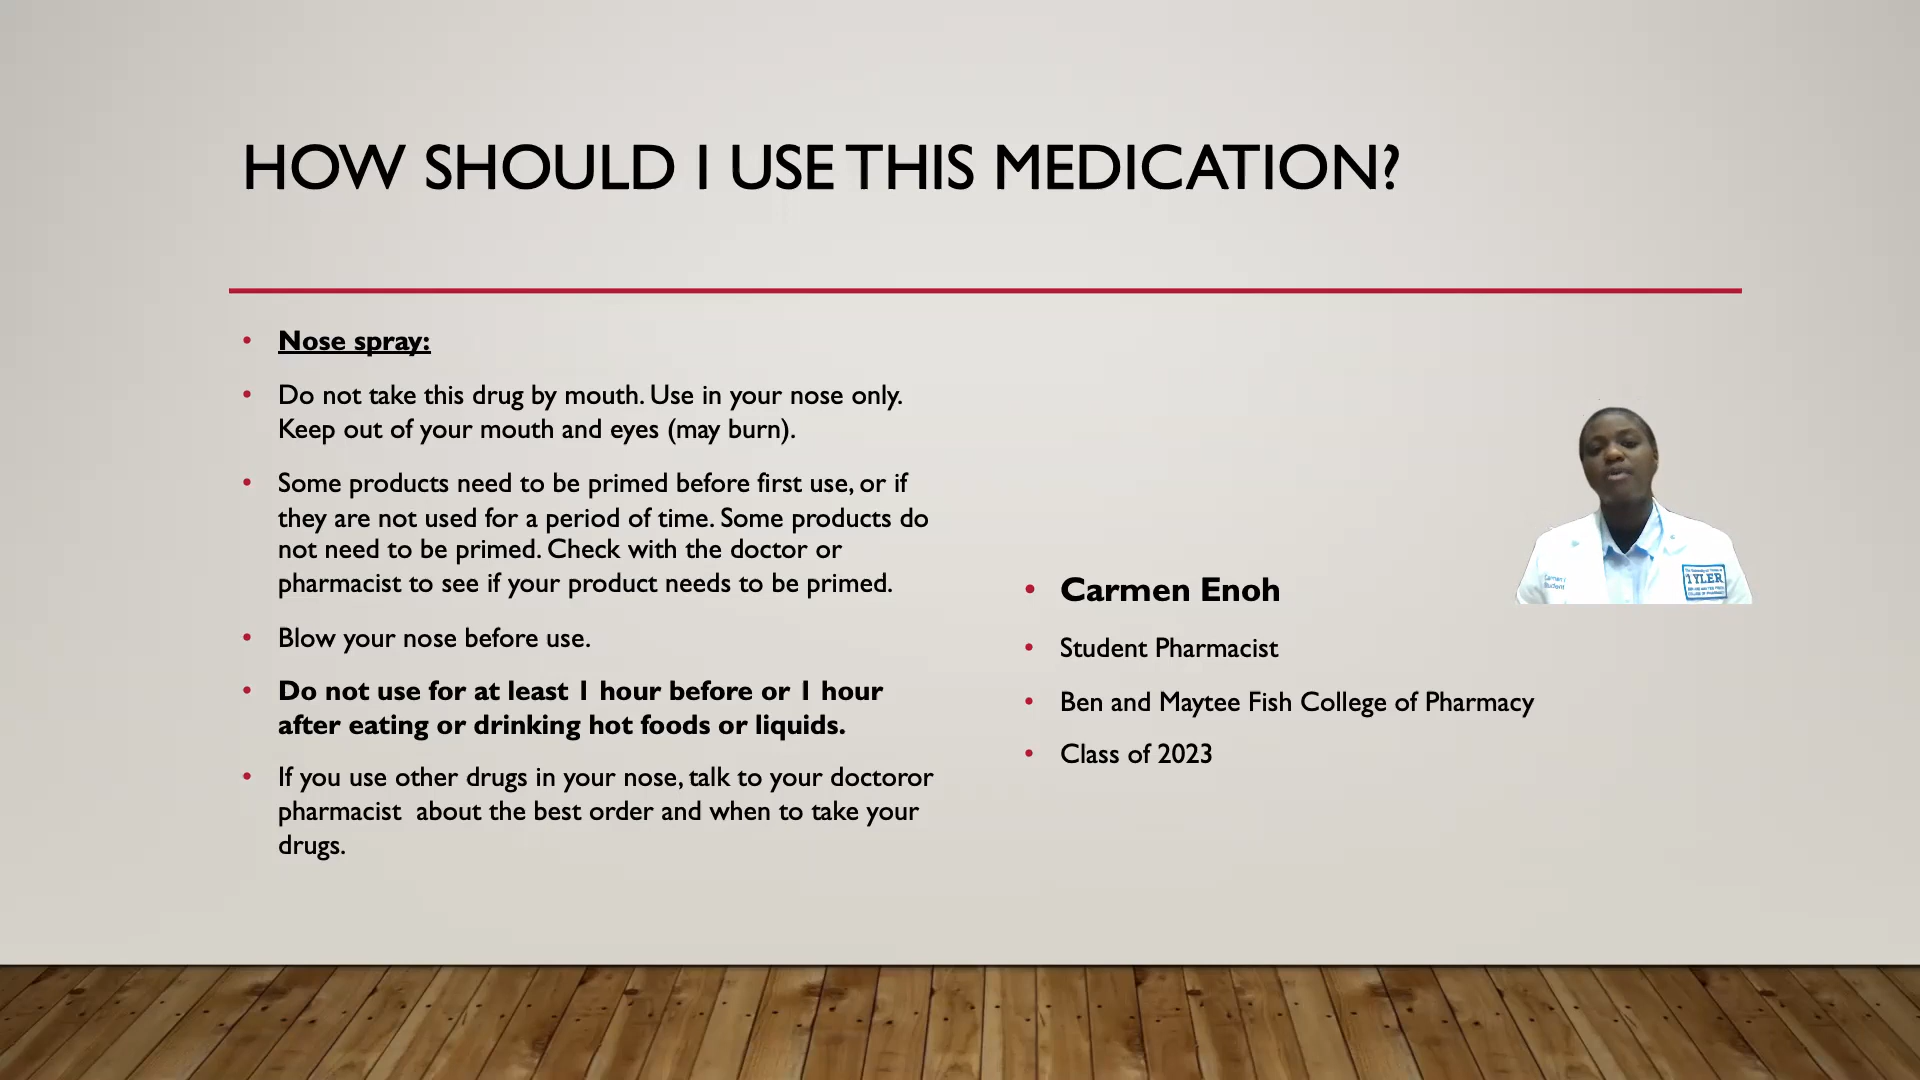 HOW SHOULD I USE THIS MEDICATION?
Nose spray:
Do not take this drug by mouth. Use in your nose only.
Keep out of your mouth and eyes (may burn).
Some products need to be primed before first use, or if
they are not used for a period of time. Some products do
not need to be primed. Check with the doctor or
pharmacist to see if your product needs to be primed.
Blow your nose before use.
Do not use for at least 1 hour before or 1 hour
after eating or drinking hot foods or liquids.
If you use other drugs in your nose, talk to your doctoror
pharmacist  about the best order and when to take your
drugs.
Carmen Enoh
Student Pharmacist
Ben and Maytee Fish College of Pharmacy
Class of 2023
Carmen
Student
TYLER